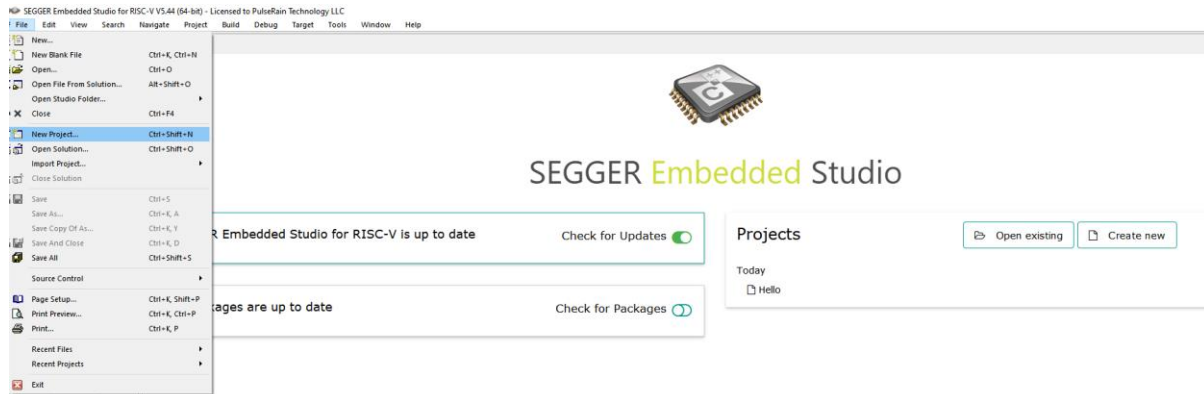 SEGGER Embedded Studio for RISC-V V5.44 (64-bit) - Licensed to PulseRain Technology LLC
File Edit View Search Navigate Project Build Debug Target Tools Window Help
New...
New Blank File Ctrl+K, Ctrl+N
Open... Ctrl+O
Open File From Solution... Alt+Shift+O
Open Studio Folder...
Close Ctrl+F4
New Project... Ctrl+Shift+N
Open Solution... Ctrl+Shift+O
Import Project...
Close Solution
Save Ctrl+S
Save As... Ctrl+K, A
Save Copy Of As... Ctrl+K, Y
Save And Close Ctrl+K, D
Save All Ctrl+Shift+S
Source Control
Page Setup... Ctrl+K, Shift+P
Print Preview... Ctrl+K, Ctrl+P
Print... Ctrl+K, P
Recent Files
Recent Projects
Exit
C
SEGGER Embedded Studio
R Embedded Studio for RISC-V is up to date Check for Updates
kages are up to date Check for Packages
Projects Open existing Create new
Today
Hello